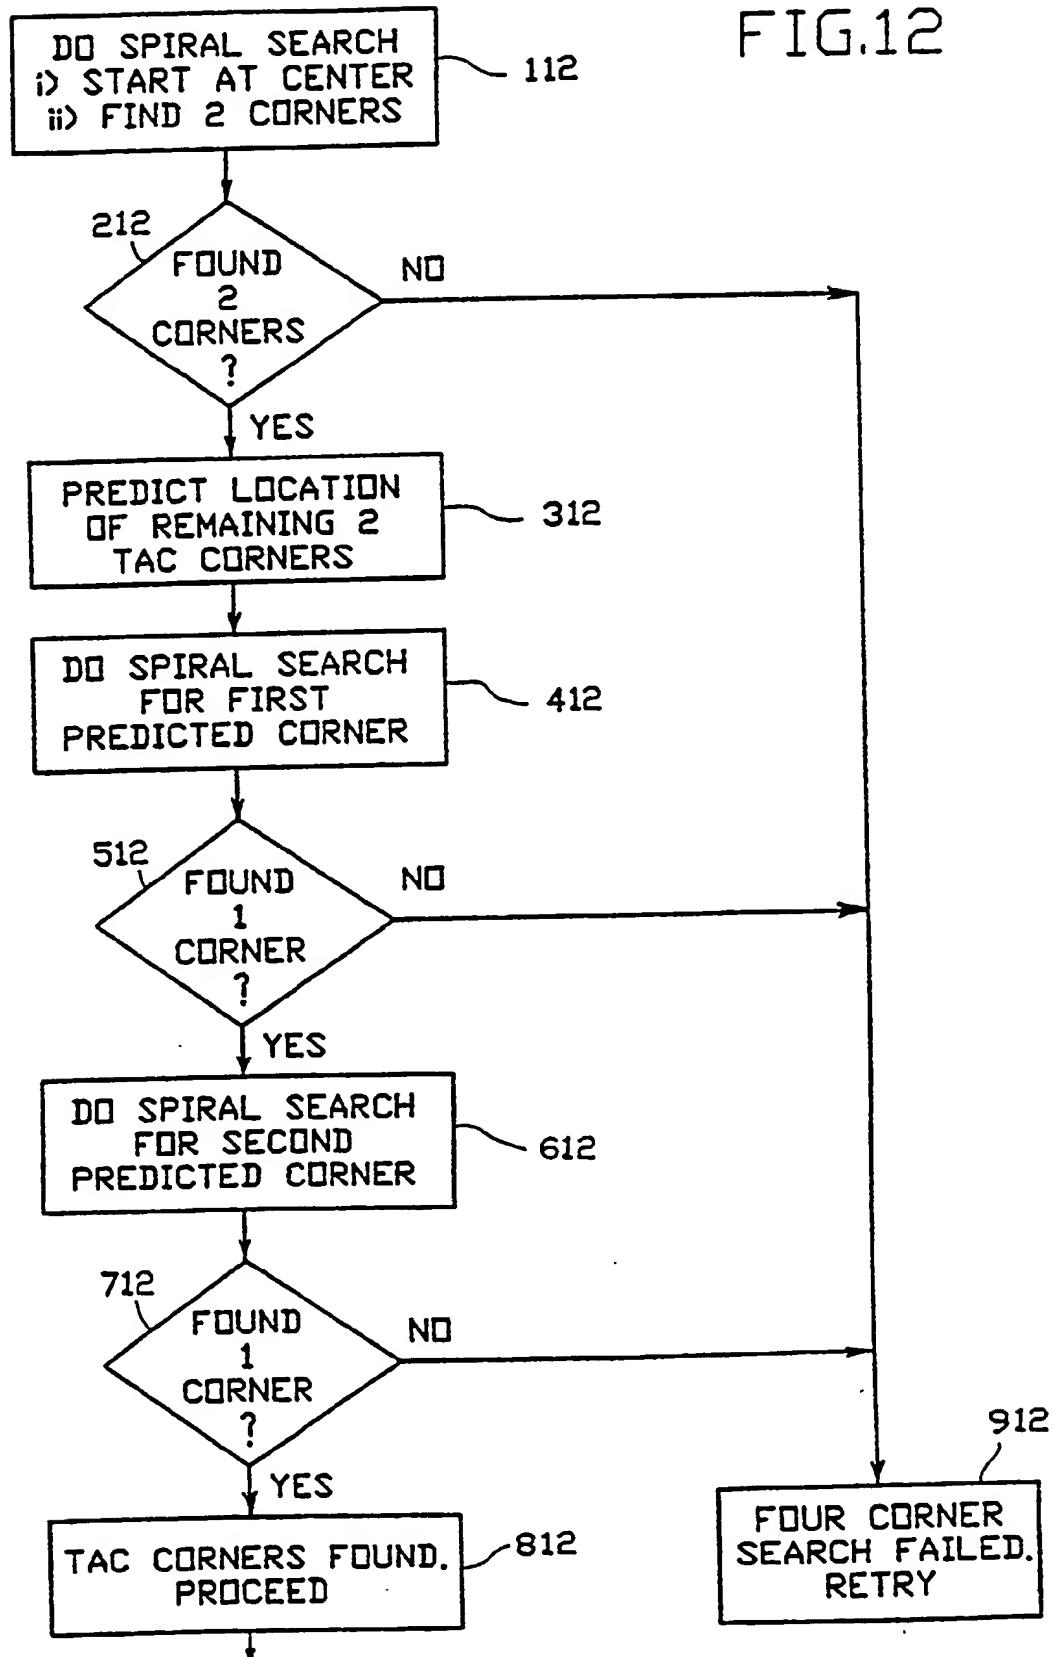 FIG.12
DO SPIRAL SEARCH
i) START AT CENTER
ii) FIND 2 CORNERS
112
212
FOUND
2
CORNERS
?
NO
YES
PREDICT LOCATION
OF REMAINING 2
TAC CORNERS
312
DO SPIRAL SEARCH
FOR FIRST
PREDICTED CORNER
412
512
FOUND
1
CORNER
?
NO
YES
DO SPIRAL SEARCH
FOR SECOND
PREDICTED CORNER
612
712
FOUND
1
CORNER
?
NO
YES
TAC CORNERS FOUND.
PROCEED
812
912
FOUR CORNER
SEARCH FAILED.
RETRY